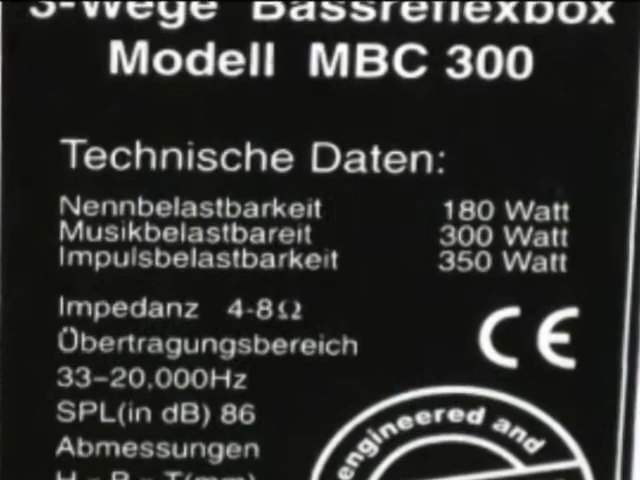 3-Wege Bassreflexbox
Modell MBC 300
Technische Daten:
Nennbelastbarkeit 180 Watt
Musikbelastbareit 300 Watt
Impulsbelastbarkeit 350 Watt
Impedanz 4-8Ω
Übertragungsbereich
33-20,000Hz
SPL(in dB) 86
Abmessungen
H - B - T(mm)
CE
engineered and